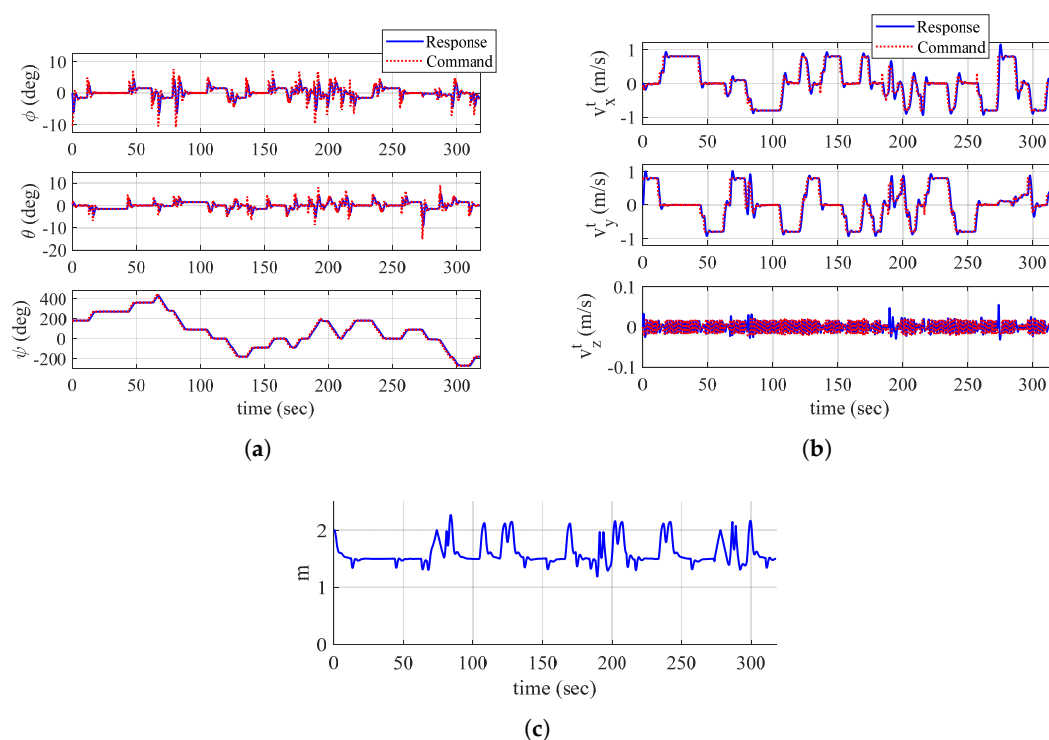 Response
Command
10
0
-10
ϕ (deg)
0 50 100 150 200 250 300
10
0
-10
-20
θ (deg)
0 50 100 150 200 250 300
400
200
0
-200
ψ (deg)
0 50 100 150 200 250 300
time (sec)
(a)
Response
Command
1
0
-1
v_x^t (m/s)
0 50 100 150 200 250 300
1
0
-1
v_y^t (m/s)
0 50 100 150 200 250 300
0.1
0
-0.1
v_z^t (m/s)
0 50 100 150 200 250 300
time (sec)
(b)
2
1
0
m
0 50 100 150 200 250 300
time (sec)
(c)